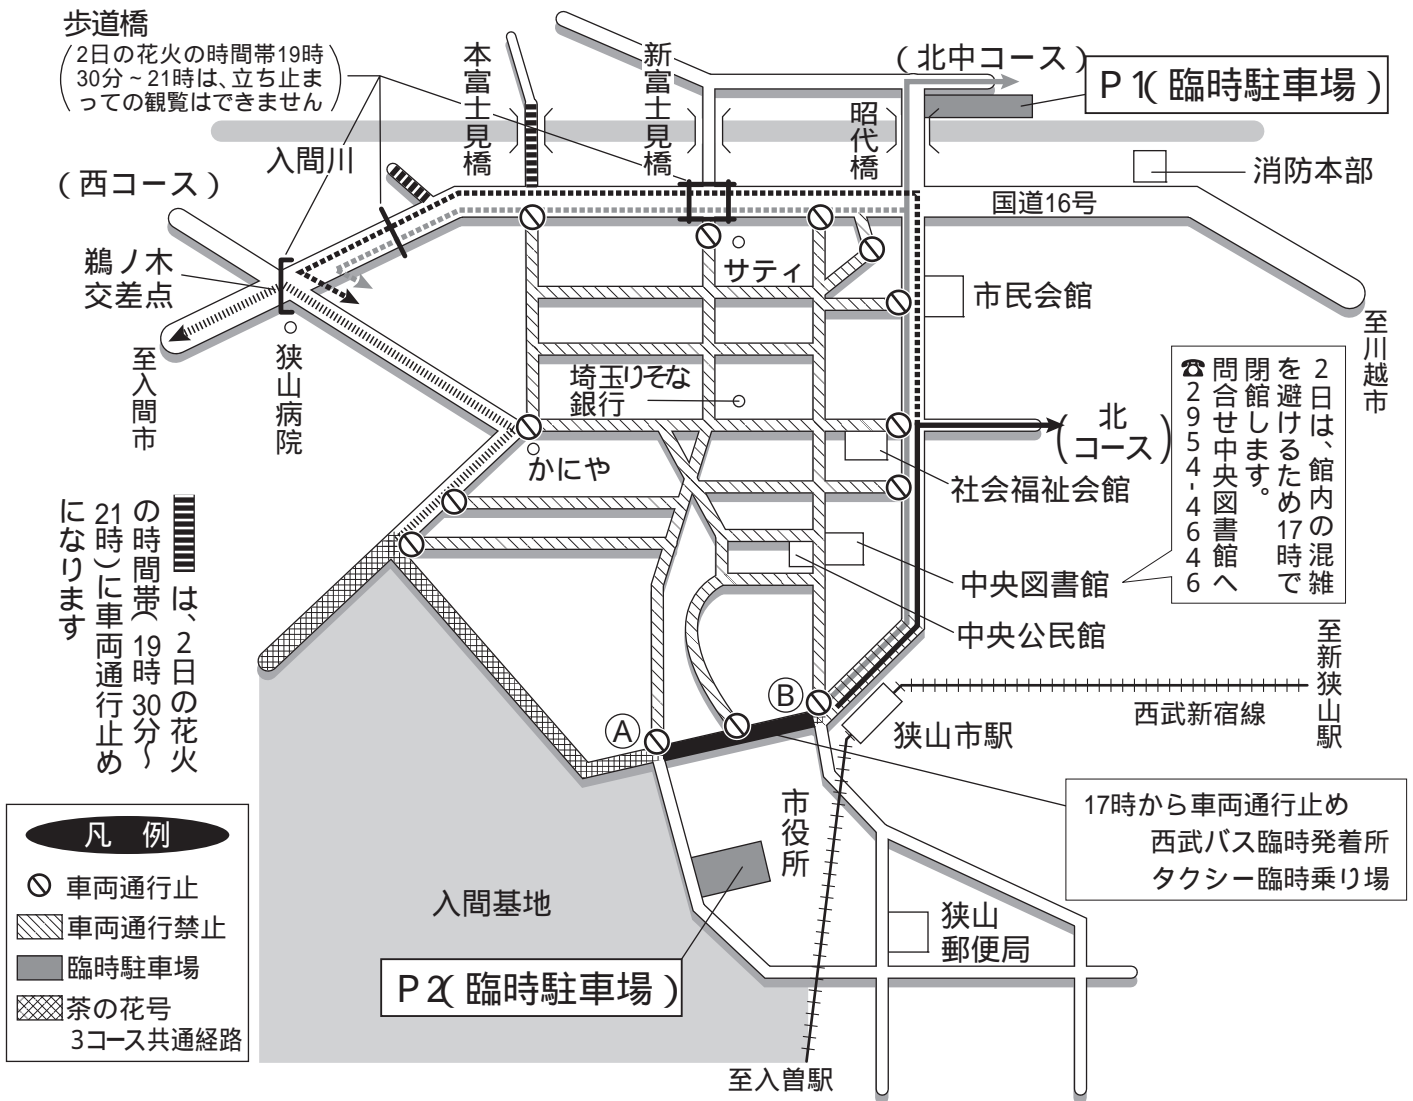 歩道橋
(2日の花火の時間帯19時
30分~21時は、立ち止ま
っての観覧はできません)
本富士見橋
新富士見橋
昭代橋
(北中コース)
P1(臨時駐車場)
入間川
消防本部
(西コース)
国道16号
鵜ノ木
交差点
サティ
市民会館
至川越市
至入間市
狭山病院
埼玉りそな
銀行
2日は、館内の混雑
を避けるため17時で
閉館します。
問合せ中央図書館へ
☎2954-4646
(北
コース)
かにや
社会福祉会館
中央図書館
中央公民館
は、2日の花火
の時間帯(19時30分~
21時)に車両通行止め
になります
至新狭山駅
西武新宿線
狭山市駅
Ⓐ
Ⓑ
17時から車両通行止め
西武バス臨時発着所
タクシー臨時乗り場
市役所
入間基地
狭山
郵便局
P2(臨時駐車場)
至入曽駅
凡例
車両通行止
車両通行禁止
臨時駐車場
茶の花号
3コース共通経路